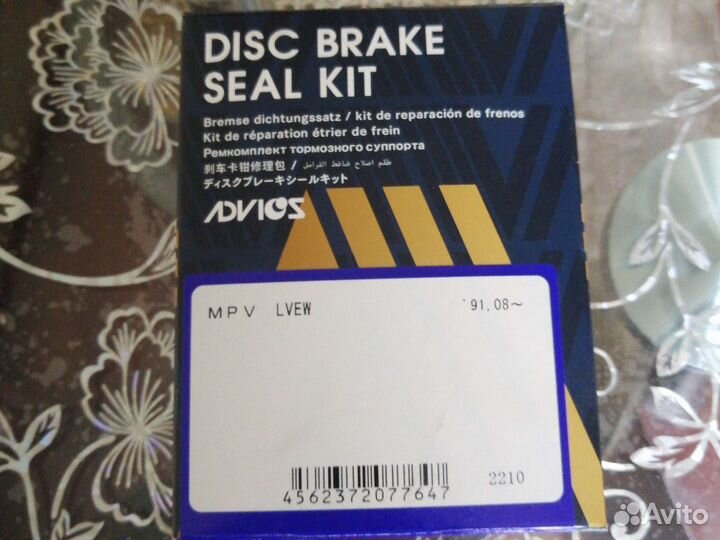 DISC BRAKE
SEAL KIT
Bremse dichtungssatz / kit de reparación de frenos
Kit de réparation étrier de frein
Ремкомплект тормозного суппорта
刹车卡钳修理包 / طقم اصلاح ضاغط الفرامل
ディスクブレーキシールキット
ADVICS
MPV LVEW '91.08~
4562372077647
2210
Avito